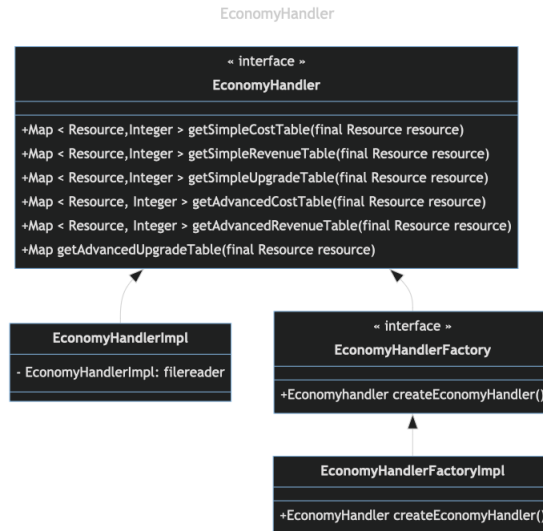 EconomyHandler
« interface »
EconomyHandler
+Map < Resource,Integer > getSimpleCostTable(final Resource resource)
+Map < Resource,Integer > getSimpleRevenueTable(final Resource resource)
+Map < Resource,Integer > getSimpleUpgradeTable(final Resource resource)
+Map < Resource, Integer > getAdvancedCostTable(final Resource resource)
+Map < Resource, Integer > getAdvancedRevenueTable(final Resource resource)
+Map getAdvancedUpgradeTable(final Resource resource)
EconomyHandlerImpl
- EconomyHandlerImpl: filereader
« interface »
EconomyHandlerFactory
+Economyhandler createEconomyHandler()
EconomyHandlerFactoryImpl
+EconomyHandler createEconomyHandler()